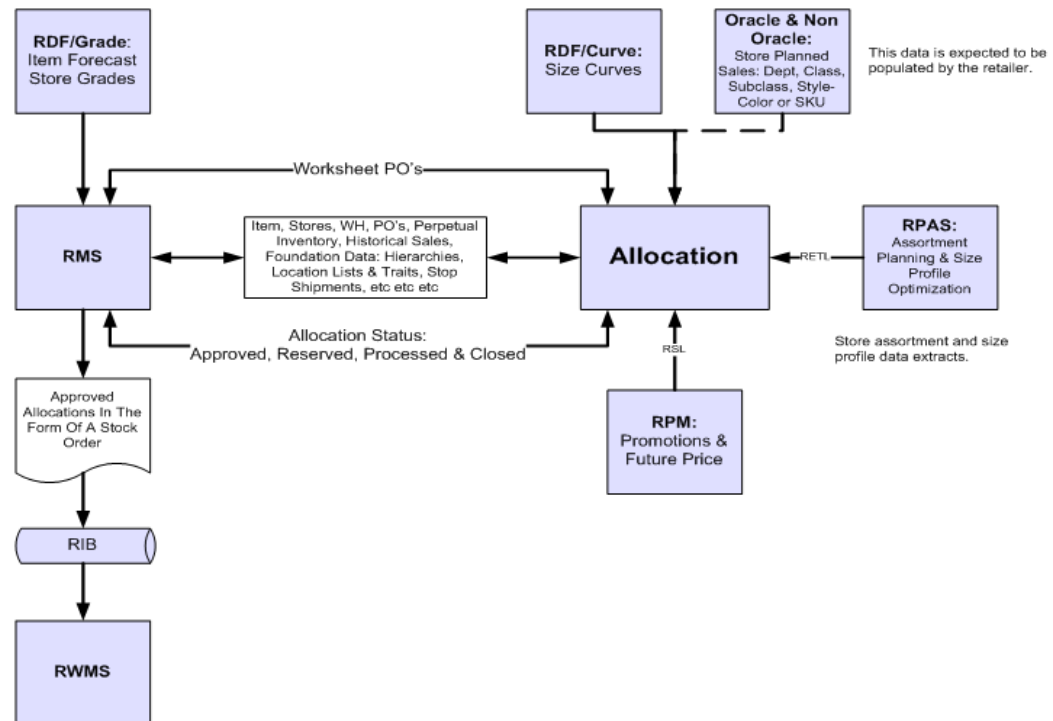 RDF/Grade:
Item Forecast
Store Grades
RDF/Curve:
Size Curves
Oracle & Non
Oracle:
Store Planned
Sales: Dept, Class,
Subclass, Style-
Color or SKU
This data is expected to be
populated by the retailer.
Worksheet PO's
RMS
Item, Stores, WH, PO's, Perpetual
Inventory, Historical Sales,
Foundation Data: Hierarchies,
Location Lists & Traits, Stop
Shipments, etc etc etc
Allocation
RETL
RPAS:
Assortment
Planning & Size
Profile
Optimization
Allocation Status:
Approved, Reserved, Processed & Closed
RSL
Store assortment and size
profile data extracts.
Approved
Allocations In The
Form Of A Stock
Order
RPM:
Promotions &
Future Price
RIB
RWMS